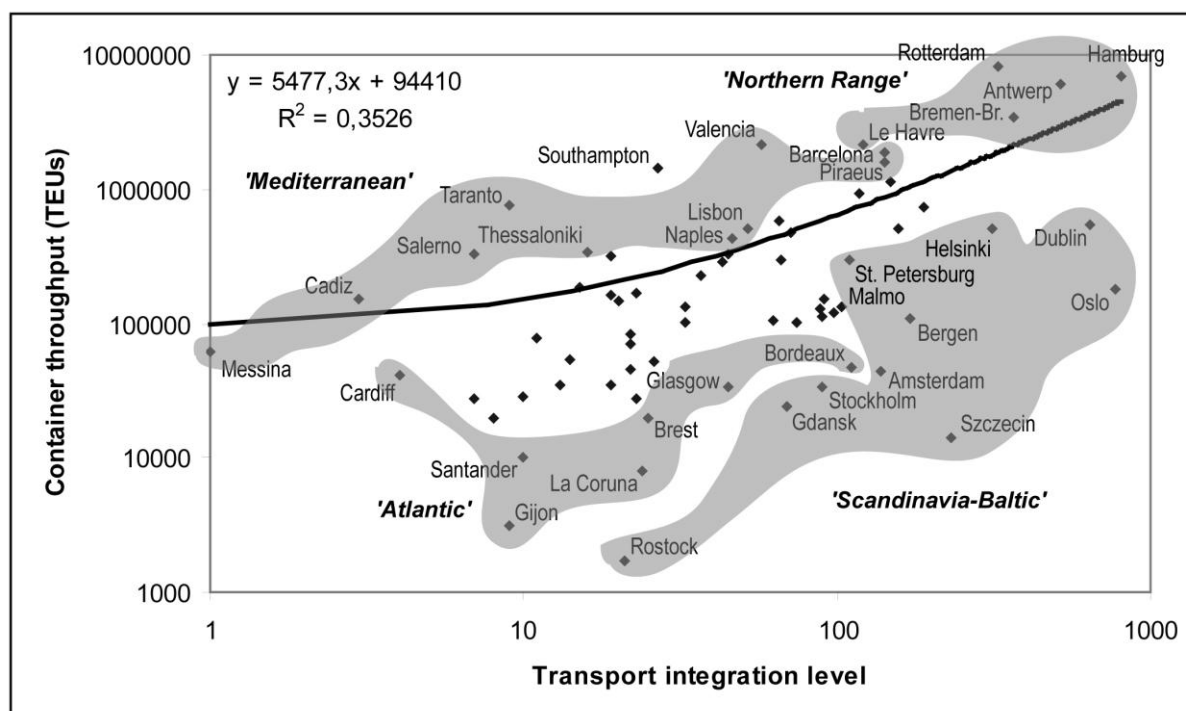 10000000
1000000
100000
10000
1000
Container throughput (TEUs)
y = 5477,3x + 94410
R² = 0,3526
'Northern Range'
Rotterdam
Hamburg
Antwerp
Bremen-Br.
Le Havre
Valencia
Barcelona
Piraeus
Southampton
'Mediterranean'
Taranto
Lisbon
Salerno
Thessaloniki
Naples
Cadiz
Messina
Helsinki
Dublin
St. Petersburg
Malmo
Oslo
Bergen
Bordeaux
Cardiff
Glasgow
Amsterdam
Stockholm
Gdansk
Brest
Szczecin
Santander
La Coruna
'Atlantic'
Gijon
'Scandinavia-Baltic'
Rostock
1
10
100
1000
Transport integration level